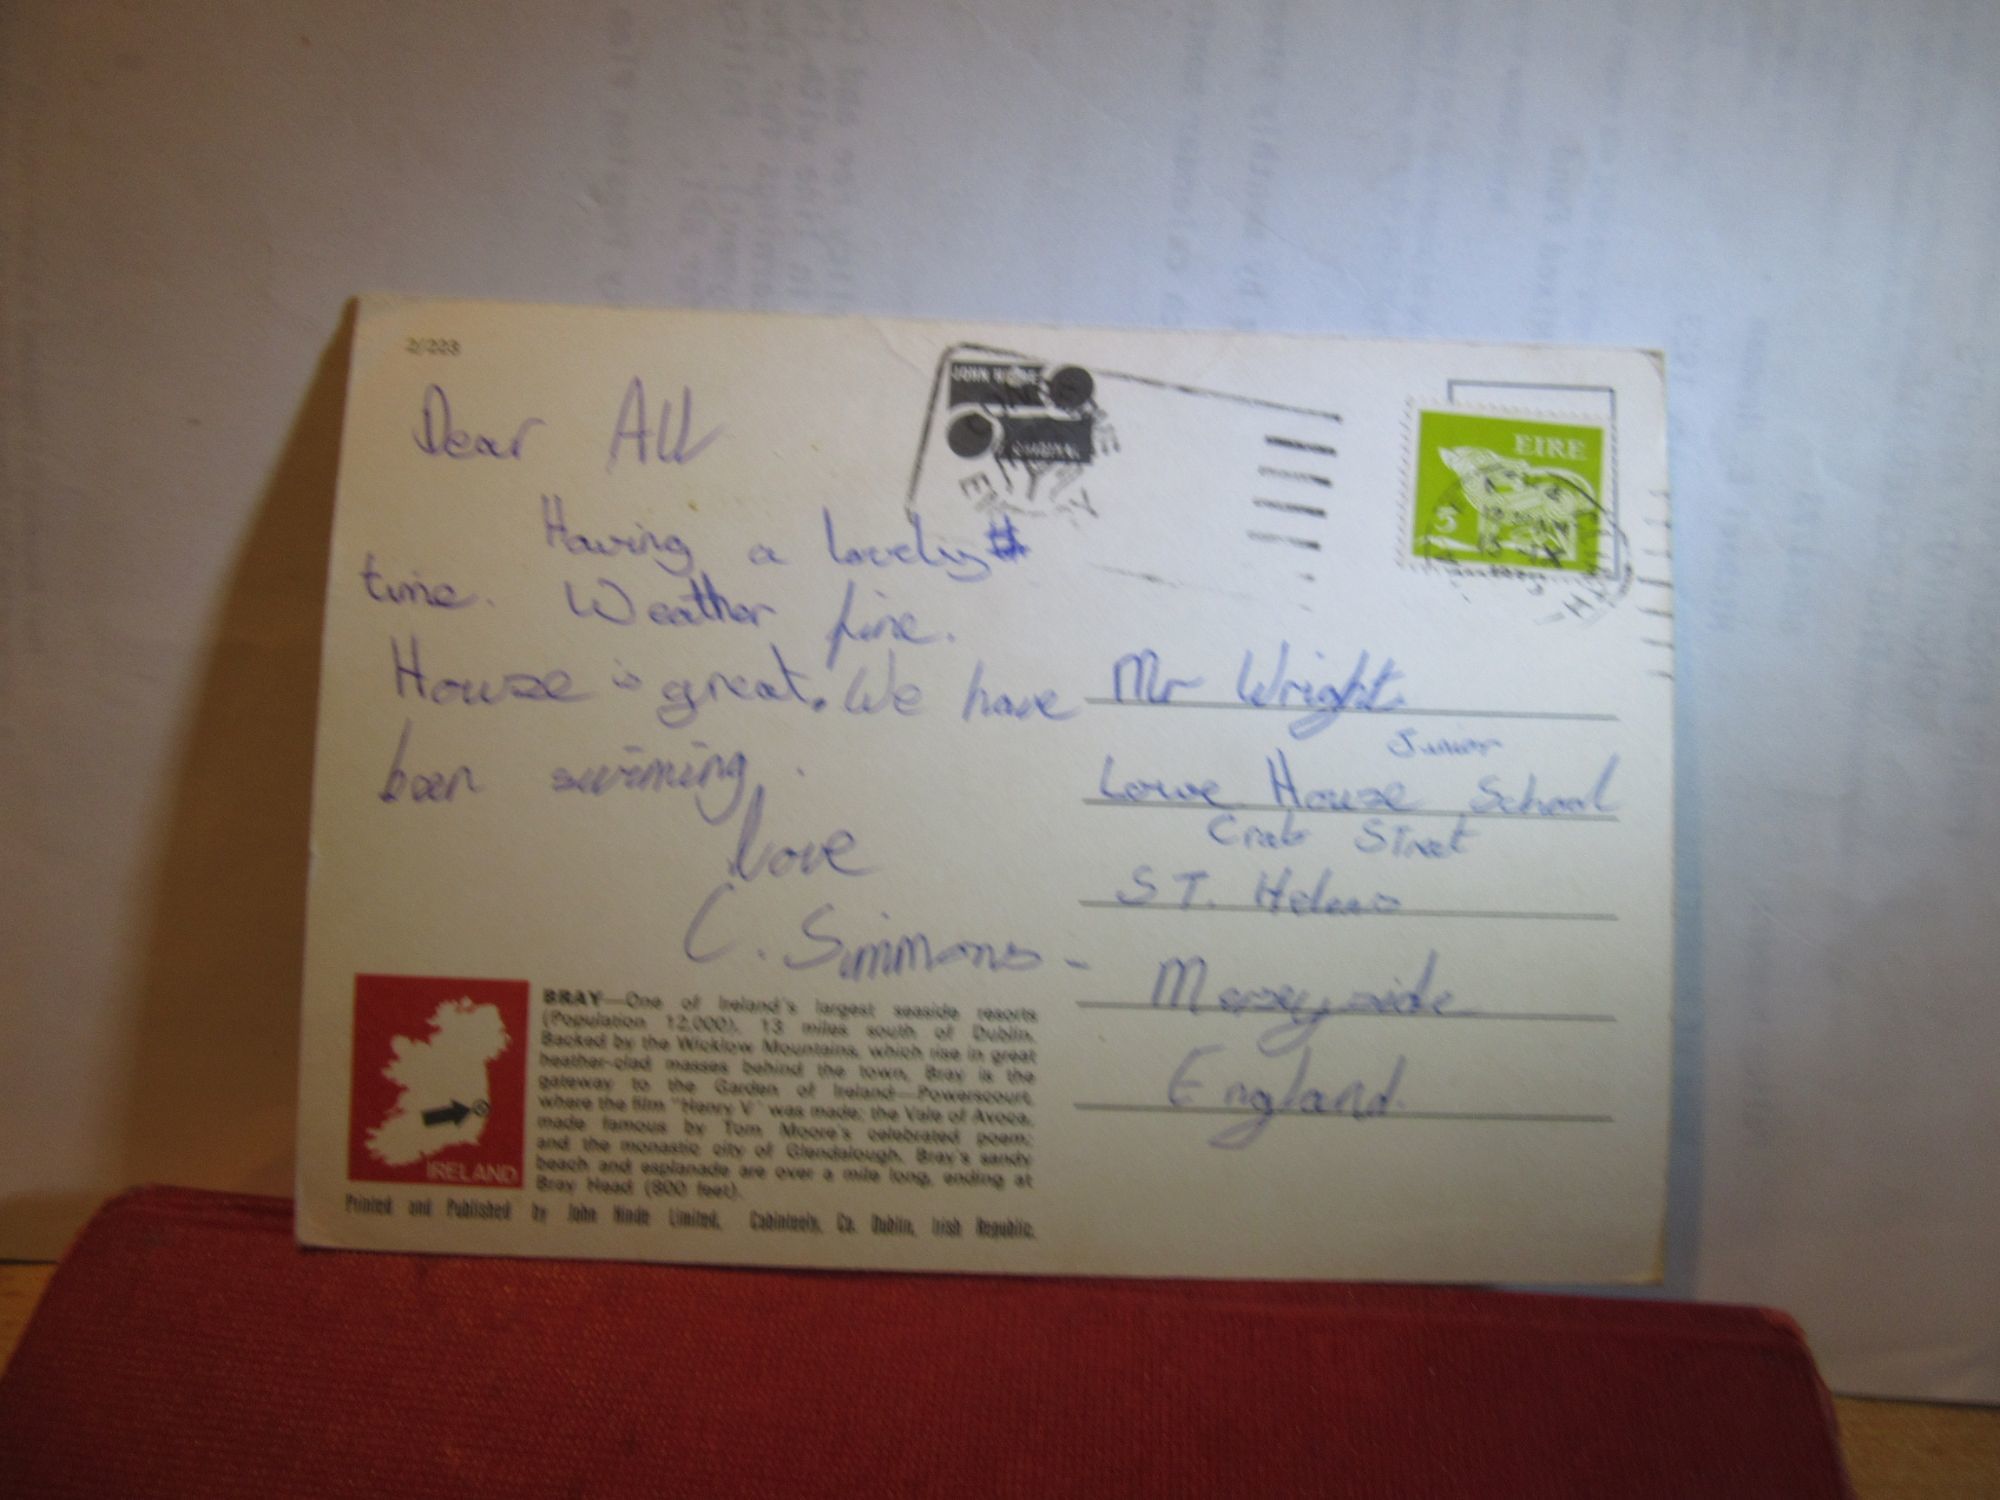 2/223
Dear All
Having a lovely
time. Weather fine.
House is great. We have
been swiming.
Love
C. Simmons
EIRE
5
Mr Wright
Junior
Lowe House School
Crab Street
ST. Helens
Merseyside
England.
BRAY—One of Ireland's largest seaside resorts
(Population 12,000), 13 miles south of Dublin.
Backed by the Wicklow Mountains, which rise in great
heather-clad masses behind the town, Bray is the
gateway to the Garden of Ireland—Powerscourt,
where the film "Henry V" was made; the Vale of Avoca,
made famous by Tom Moore's celebrated poem;
and the monastic city of Glendalough. Bray's sandy
beach and esplanade are over a mile long, ending at
Bray Head (800 feet).
IRELAND
Printed and Published by John Hinde Limited, Cabinteely, Co. Dublin, Irish Republic.